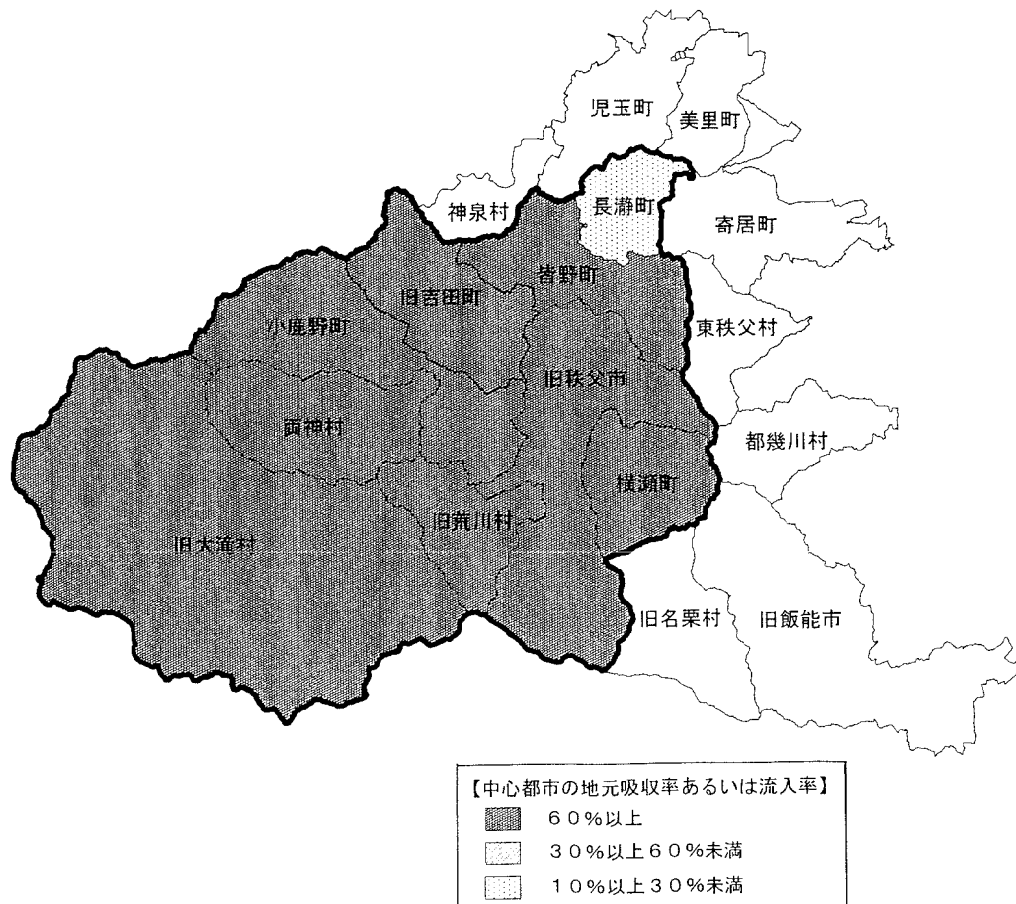 児玉町
美里町
神泉村
長瀞町
寄居町
皆野町
旧吉田町
小鹿野町
東秩父村
旧秩父市
両神村
都幾川村
横瀬町
旧荒川村
旧大滝村
旧名栗村
旧飯能市
【中心都市の地元吸収率あるいは流入率】
60%以上
30%以上60%未満
10%以上30%未満